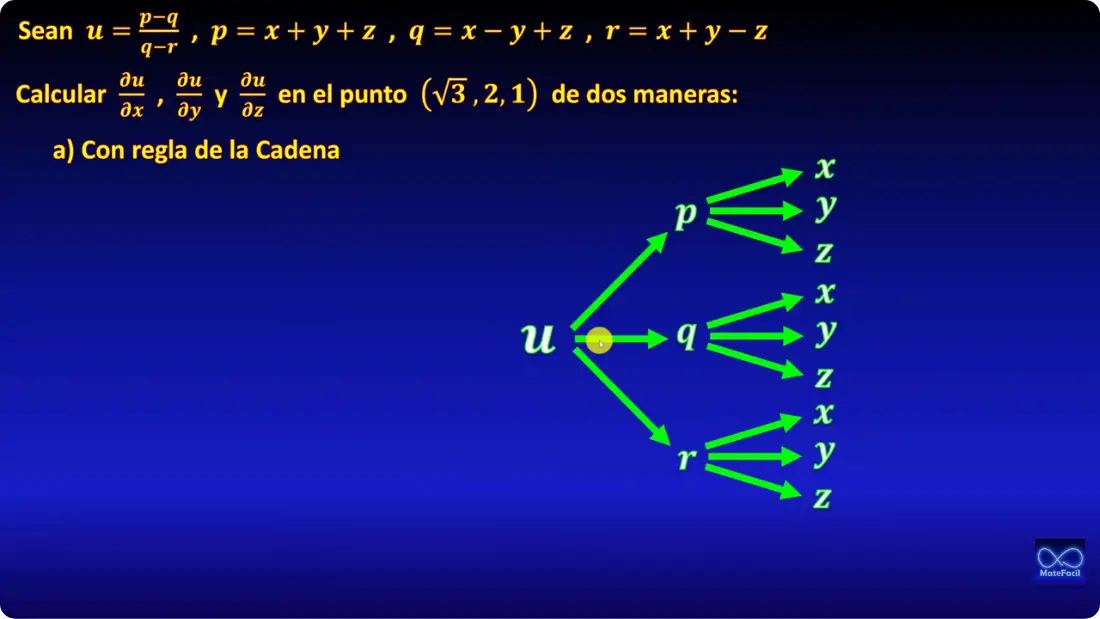 Sean u = p−q/q−r , p = x + y + z , q = x − y + z , r = x + y − z
Calcular ∂u/∂x , ∂u/∂y y ∂u/∂z en el punto (√3 , 2, 1) de dos maneras:
a) Con regla de la Cadena
x
p
y
z
x
u
q
y
z
x
r
y
z
MateFacil